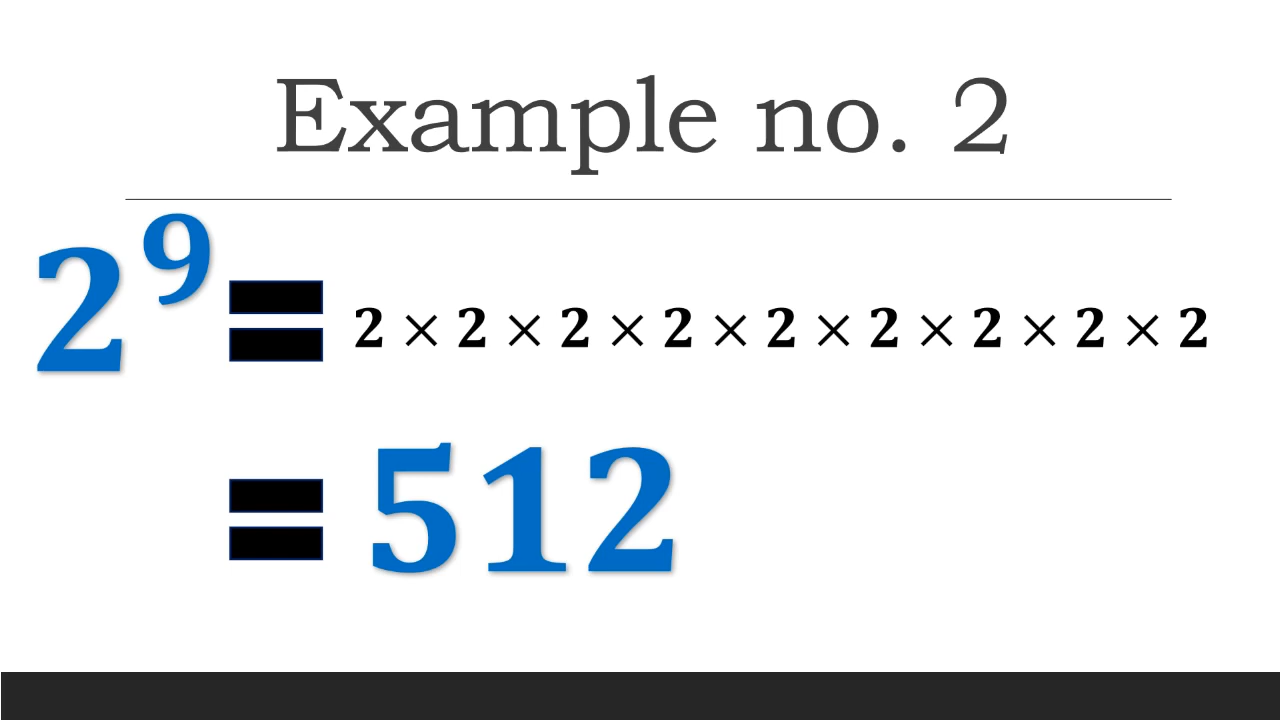 Example no. 2
2⁹ = 2 × 2 × 2 × 2 × 2 × 2 × 2 × 2 × 2
= 512